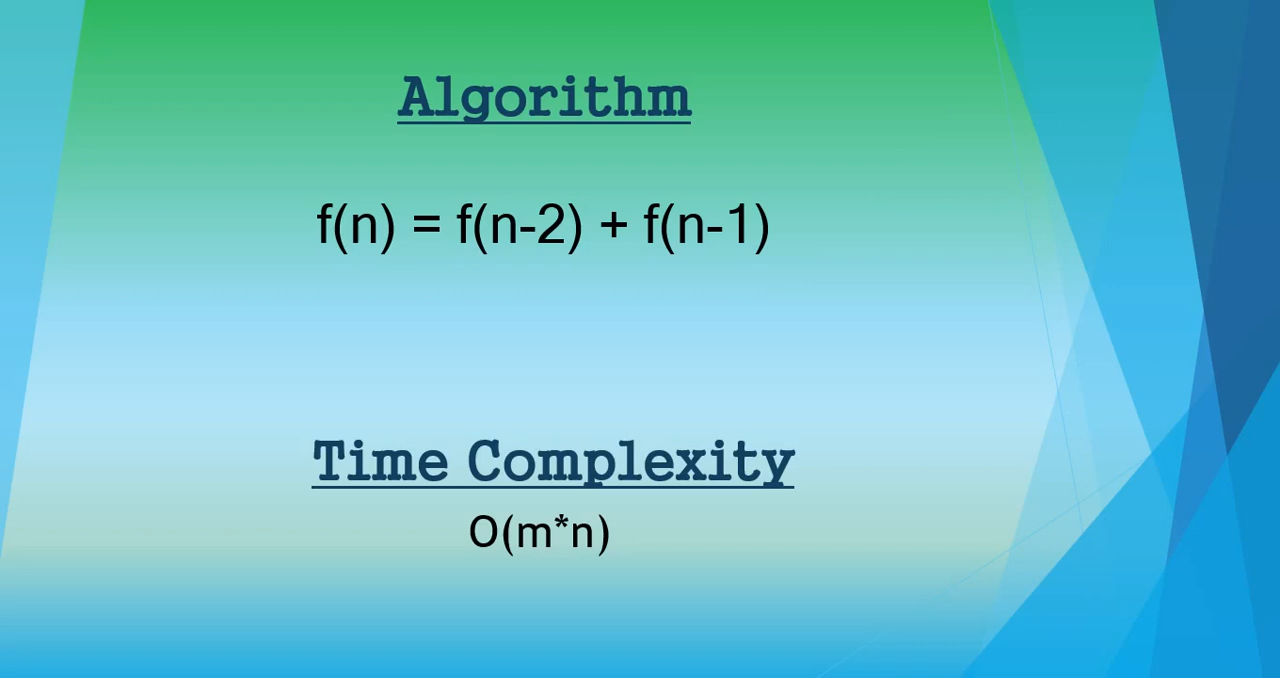 Algorithm
f(n) = f(n-2) + f(n-1)
Time Complexity
O(m*n)